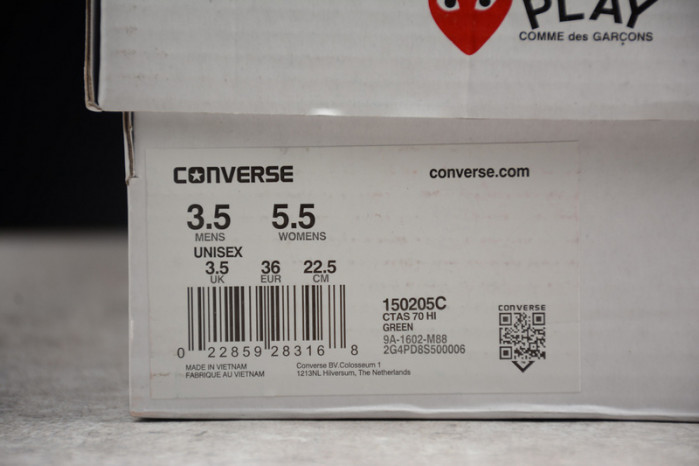 PLAY
COMME des GARÇONS
CONVERSE
converse.com
3.5 5.5
MENS WOMENS
UNISEX
3.5 36 22.5
UK EUR CM
150205C
CTAS 70 HI
GREEN
9A-1602-M88
2G4PD8S500006
CONVERSE
0 22859 28316 8
MADE IN VIETNAM
FABRIQUE AU VIETNAM
Converse BV.Colosseum 1
1213NL Hilversum, The Netherlands